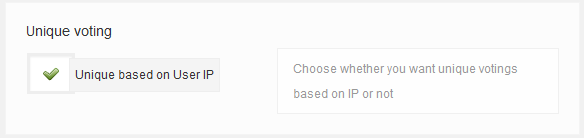 Unique voting
Unique based on User IP
Choose whether you want unique votings
based on IP or not